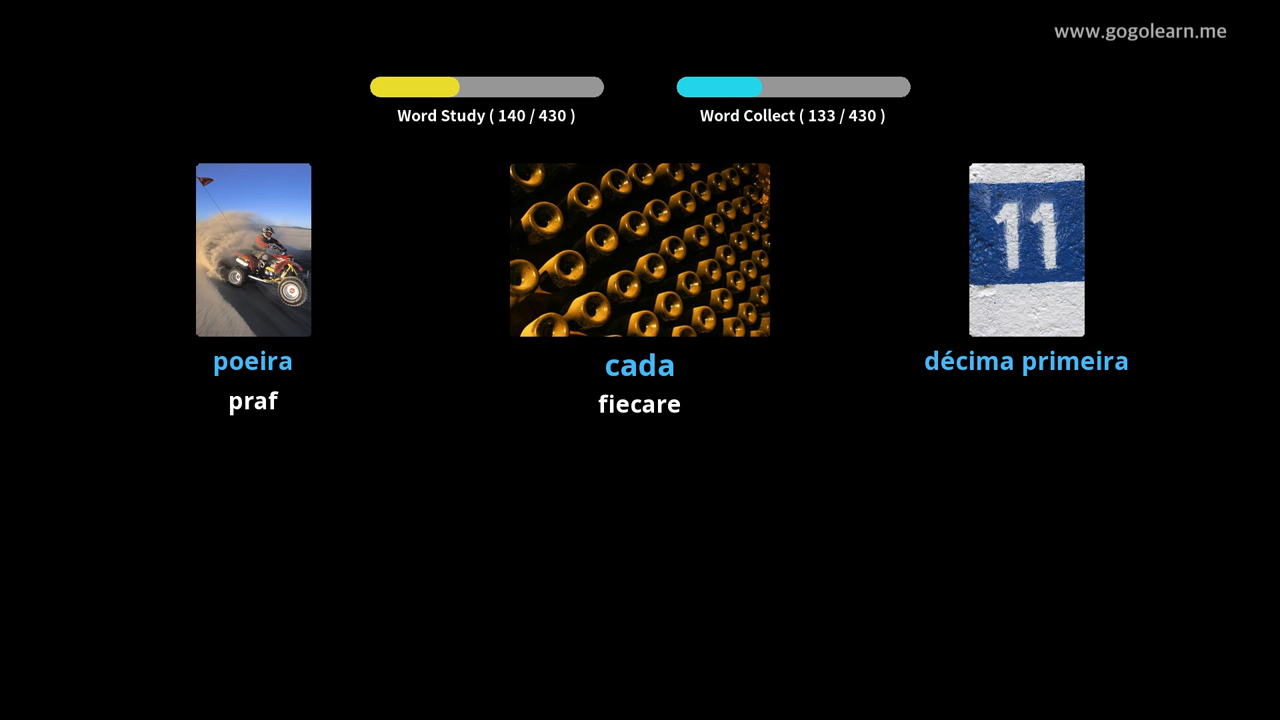 www.gogolearn.me
Word Study ( 140 / 430 )
Word Collect ( 133 / 430 )
11
poeira
cada
décima primeira
praf
fiecare